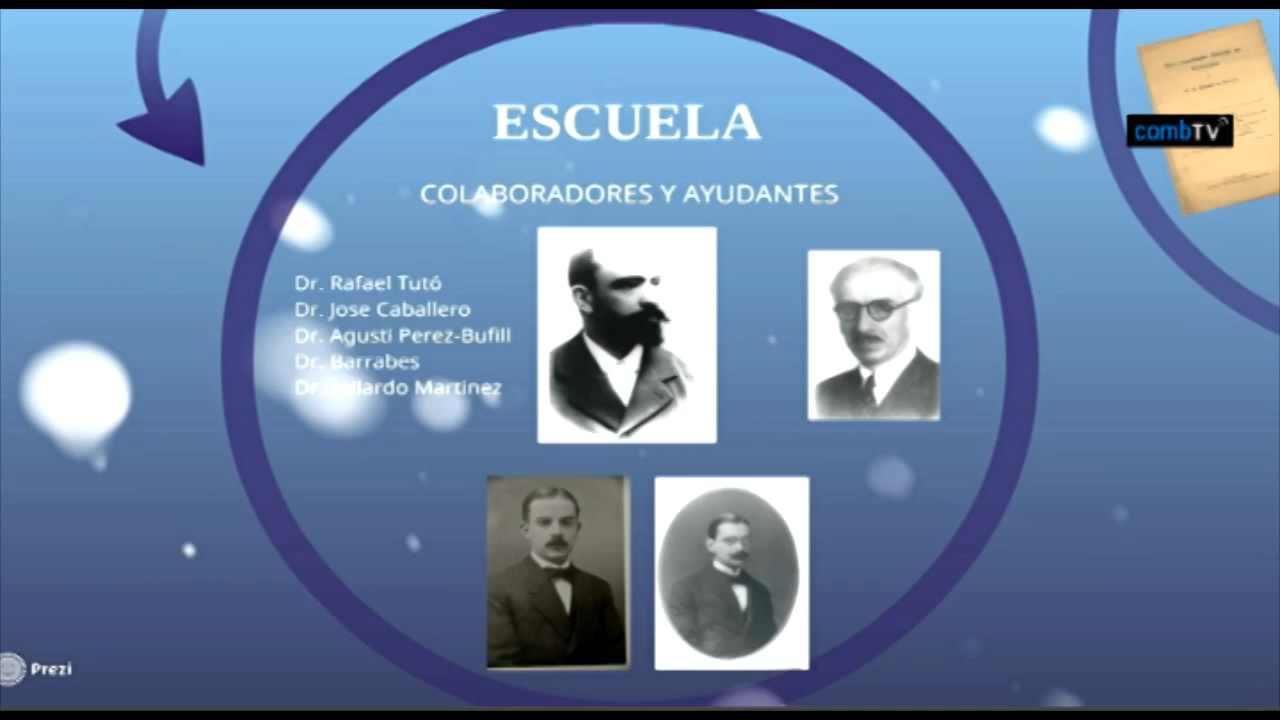 ESCUELA
combTV
COLABORADORES Y AYUDANTES
Dr. Rafael Tutó
Dr. Jose Caballero
Dr. Agusti Perez-Bufill
Dr. Barrabes
Dr. Gallardo Martinez
Prezi